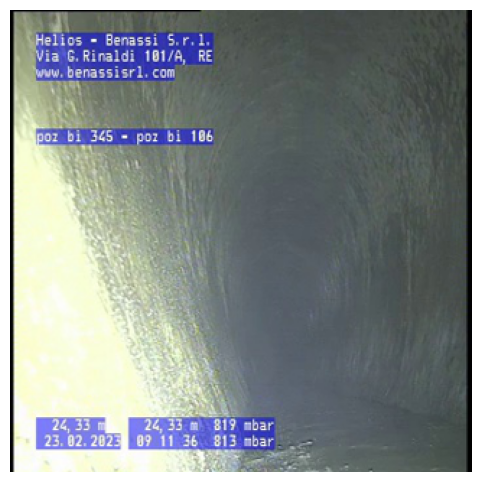 Helios - Benassi S.r.l.
Via G.Rinaldi 101/A, RE
www.benassisrl.com
poz bi 345 - poz bi 106
24,33 m 24,33 m 819 mbar
23.02.2023 09 11 36 813 mbar